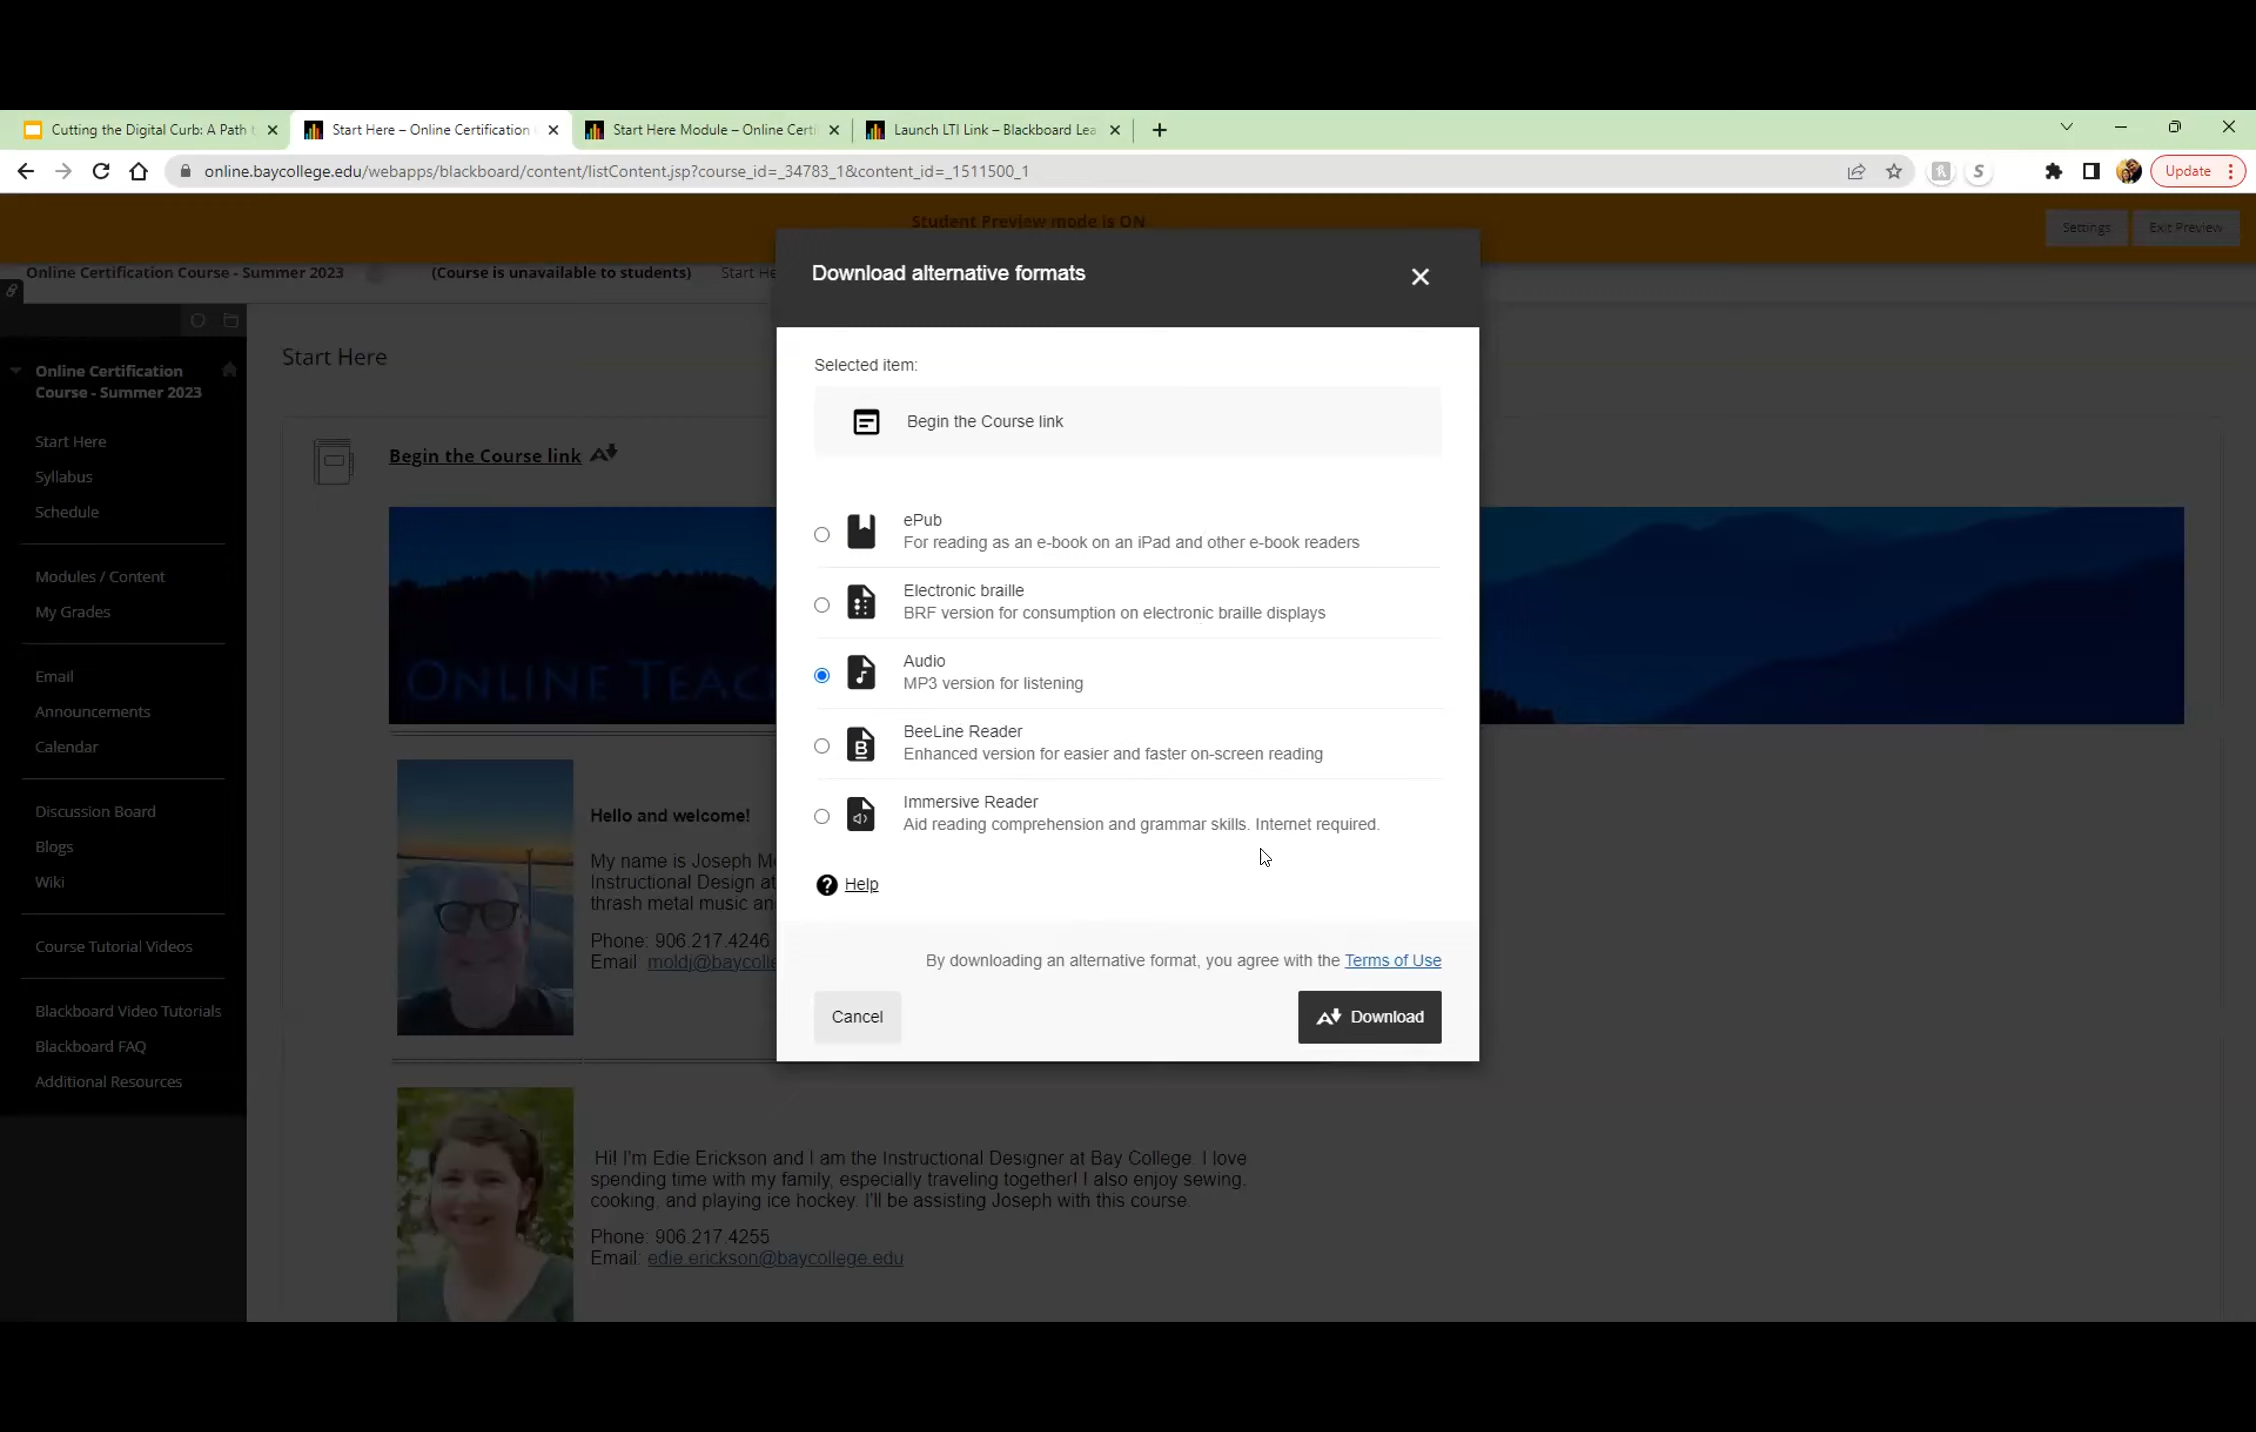 Cutting the Digital Curb: A Path
Start Here – Online Certification
Start Here Module – Online Certi
Launch LTI Link – Blackboard Lea
online.baycollege.edu/webapps/blackboard/content/listContent.jsp?course_id=_34783_1&content_id=_1511500_1
Update
Student Preview mode is ON
Settings
Exit Preview
Online Certification Course - Summer 2023
(Course is unavailable to students)
Start He
Online Certification
Course - Summer 2023
Start Here
Syllabus
Schedule
Modules / Content
My Grades
Email
Announcements
Calendar
Discussion Board
Blogs
Wiki
Course Tutorial Videos
Blackboard Video Tutorials
Blackboard FAQ
Additional Resources
Start Here
Begin the Course link
ONLINE TEAC
Hello and welcome!
My name is Joseph M
Instructional Design at
thrash metal music an
Phone: 906.217.4246
Email: moldj@baycolle
Hi! I'm Edie Erickson and I am the Instructional Designer at Bay College. I love
spending time with my family, especially traveling together! I also enjoy sewing,
cooking, and playing ice hockey. I'll be assisting Joseph with this course.
Phone: 906.217.4255
Email: edie.erickson@baycollege.edu
Download alternative formats
Selected item:
Begin the Course link
ePub
For reading as an e-book on an iPad and other e-book readers
Electronic braille
BRF version for consumption on electronic braille displays
Audio
MP3 version for listening
BeeLine Reader
Enhanced version for easier and faster on-screen reading
Immersive Reader
Aid reading comprehension and grammar skills. Internet required.
Help
By downloading an alternative format, you agree with the Terms of Use
Cancel
Download